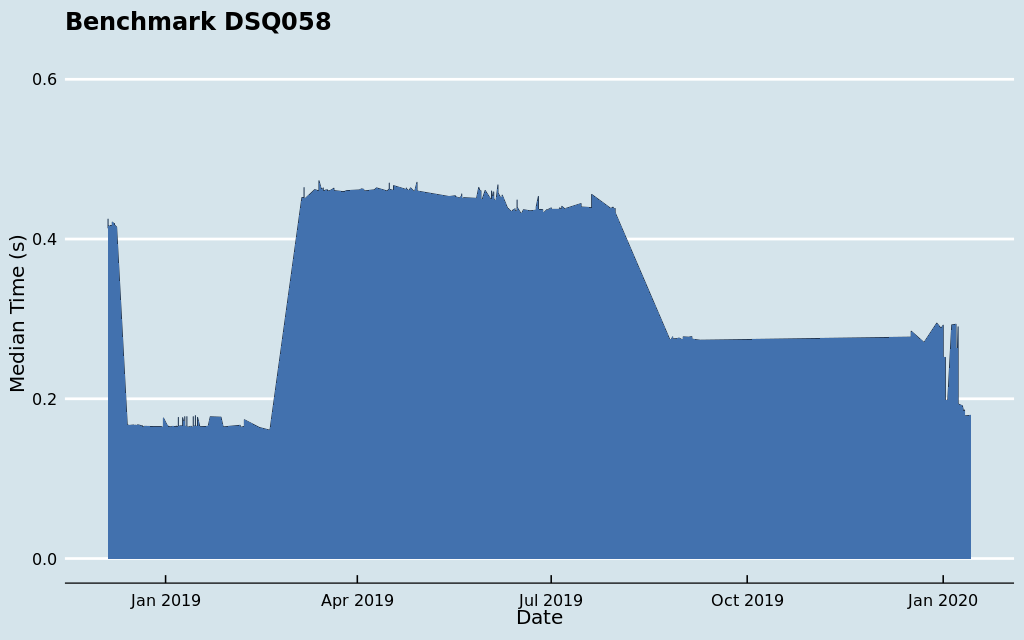 Benchmark DSQ058
Median Time (s)
0.6
0.4
0.2
0.0
Jan 2019
Apr 2019
Jul 2019
Oct 2019
Jan 2020
Date